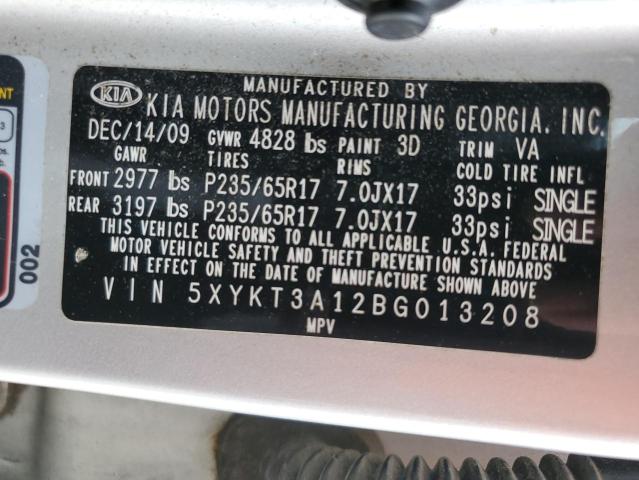 MANUFACTURED BY
KIA KIA MOTORS MANUFACTURING GEORGIA, INC.
DEC/14/09 GVWR 4828 lbs PAINT 3D TRIM VA
GAWR TIRES RIMS COLD TIRE INFL
FRONT 2977 lbs P235/65R17 7.0JX17 33psi SINGLE
REAR 3197 lbs P235/65R17 7.0JX17 33psi SINGLE
THIS VEHICLE CONFORMS TO ALL APPLICABLE U.S.A. FEDERAL
MOTOR VEHICLE SAFETY AND THEFT PREVENTION STANDARDS
IN EFFECT ON THE DATE OF MANUFACTURE SHOWN ABOVE
VIN 5XYKT3A12BG013208
MPV
3
002